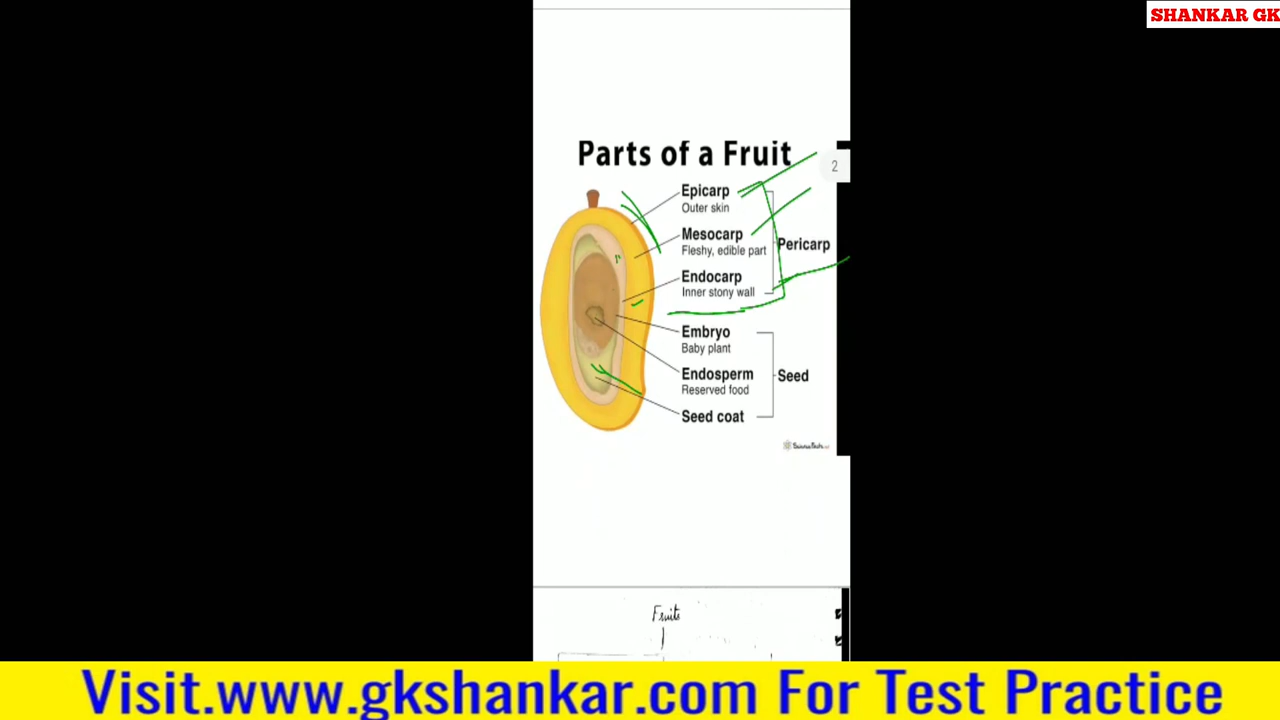 SHANKAR GK
Parts of a Fruit
2
Epicarp
Outer skin
Mesocarp
Fleshy, edible part
Pericarp
Endocarp
Inner stony wall
Embryo
Baby plant
Endosperm
Reserved food
Seed
Seed coat
Fruits
Visit.www.gkshankar.com For Test Practice